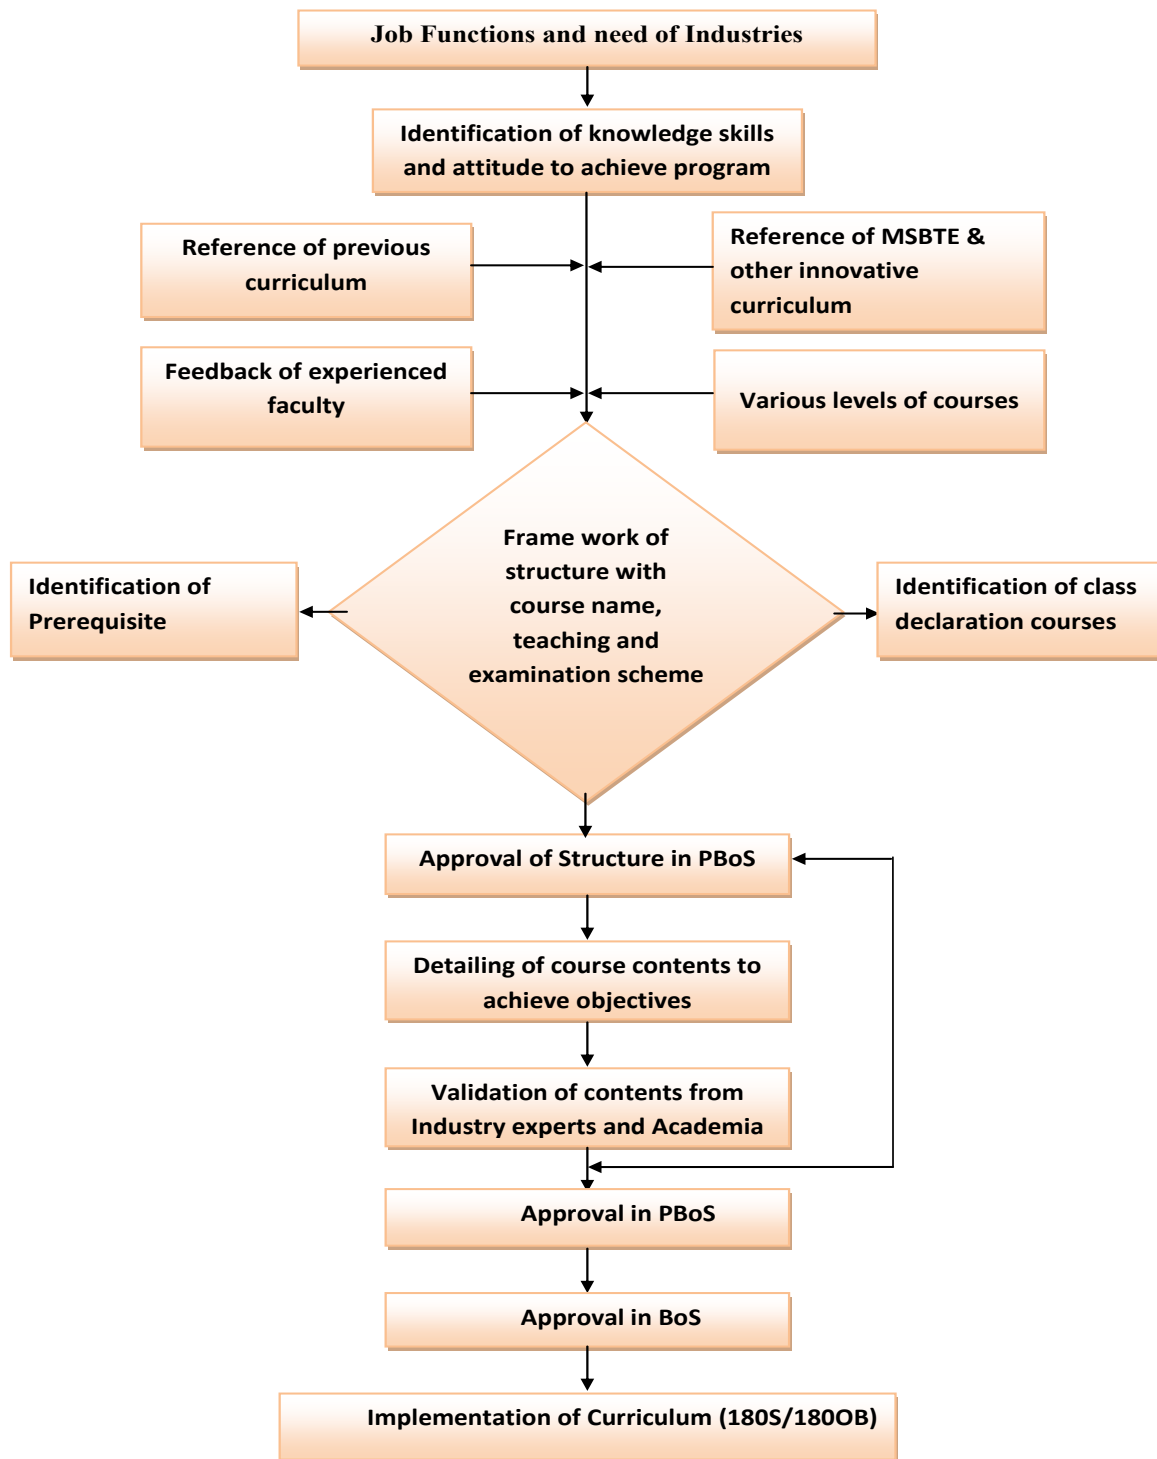 Job Functions and need of Industries
Identification of knowledge skills
and attitude to achieve program
Reference of previous
curriculum
Reference of MSBTE &
other innovative
curriculum
Feedback of experienced
faculty
Various levels of courses
Frame work of
structure with
course name,
teaching and
examination scheme
Identification of
Prerequisite
Identification of class
declaration courses
Approval of Structure in PBoS
Detailing of course contents to
achieve objectives
Validation of contents from
Industry experts and Academia
Approval in PBoS
Approval in BoS
Implementation of Curriculum (180S/180OB)